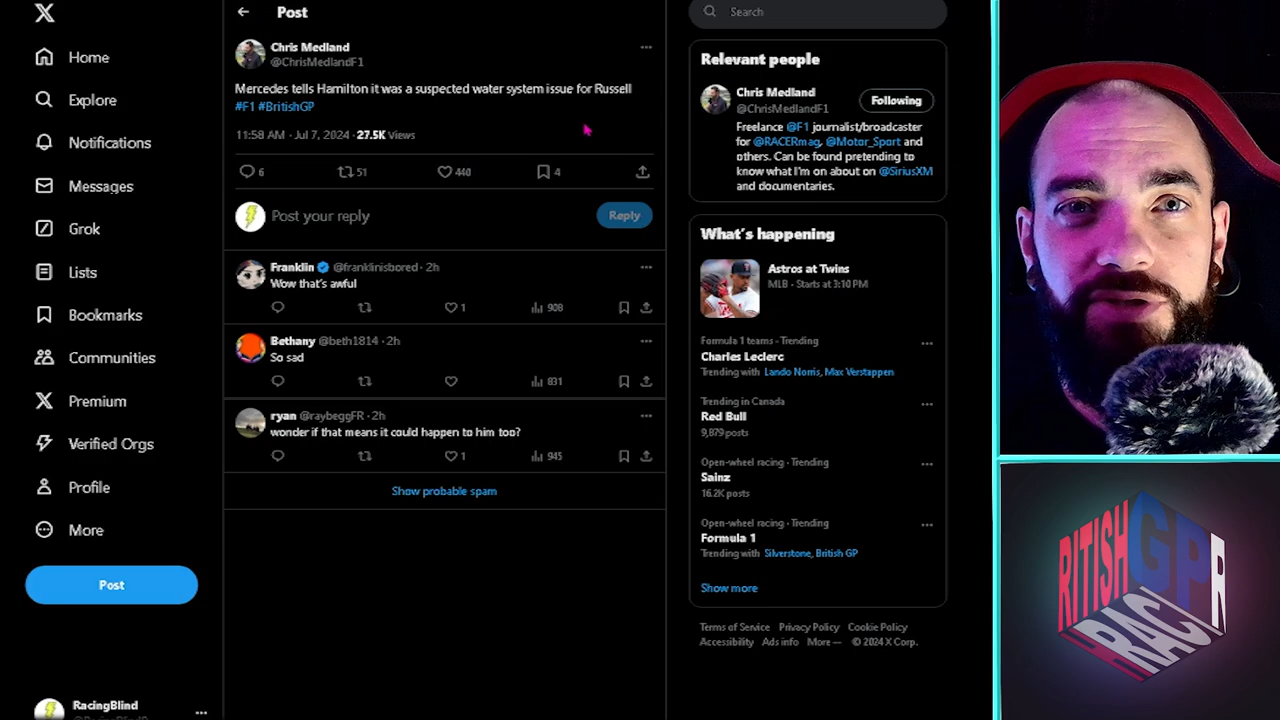 Home
Explore
Notifications
Messages
Grok
Lists
Bookmarks
Communities
Premium
Verified Orgs
Profile
More
Post
RacingBlind
Post
Chris Medland
@ChrisMedlandF1
Mercedes tells Hamilton it was a suspected water system issue for Russell
#F1 #BritishGP
11:58 AM · Jul 7, 2024 · 27.5K Views
6 51 440 4
Post your reply
Reply
Franklin @franklinisbored · 2h
Wow that's awful
1 908
Bethany @beth1814 · 2h
So sad
831
ryan @raybeggFR · 2h
wonder if that means it could happen to him too?
1 945
Show probable spam
Search
Relevant people
Chris Medland
@ChrisMedlandF1
Following
Freelance @F1 journalist/broadcaster
for @RACERmag, @Motor_Sport and
others. Can be found pretending to
know what I'm on about on @SiriusXM
and documentaries.
What's happening
Astros at Twins
MLB · Starts at 3:10 PM
Formula 1 teams · Trending
Charles Leclerc
Trending with Lando Norris, Max Verstappen
Trending in Canada
Red Bull
9,879 posts
Open-wheel racing · Trending
Sainz
16.2K posts
Open-wheel racing · Trending
Formula 1
Trending with Silverstone, British GP
Show more
Terms of Service Privacy Policy Cookie Policy
Accessibility Ads info More — © 2024 X Corp.
RITISH GP R
RAC